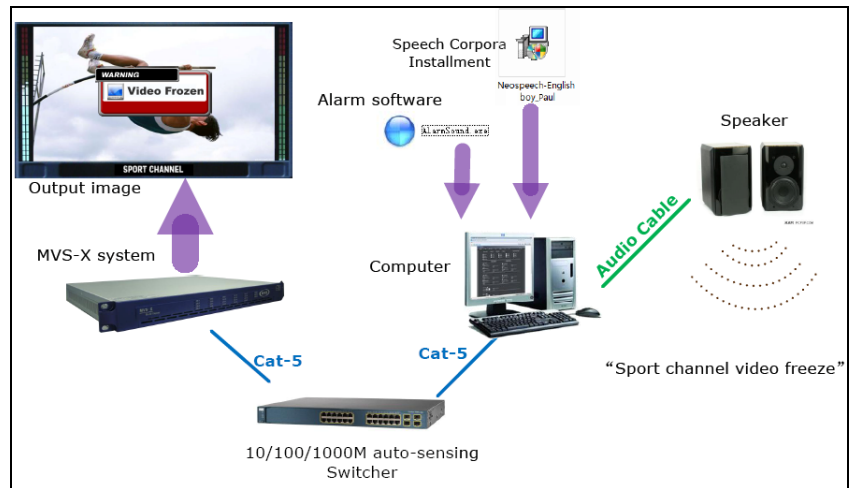 WARNING
Video Frozen
SPORT CHANNEL
Output image
MVS-X system
Speech Corpora
Installment
Neospeech-English
boy_Paul
Alarm software
AlarmSound.exe
Speaker
Computer
Audio Cable
Cat-5
Cat-5
“Sport channel video freeze”
10/100/1000M auto-sensing
Switcher